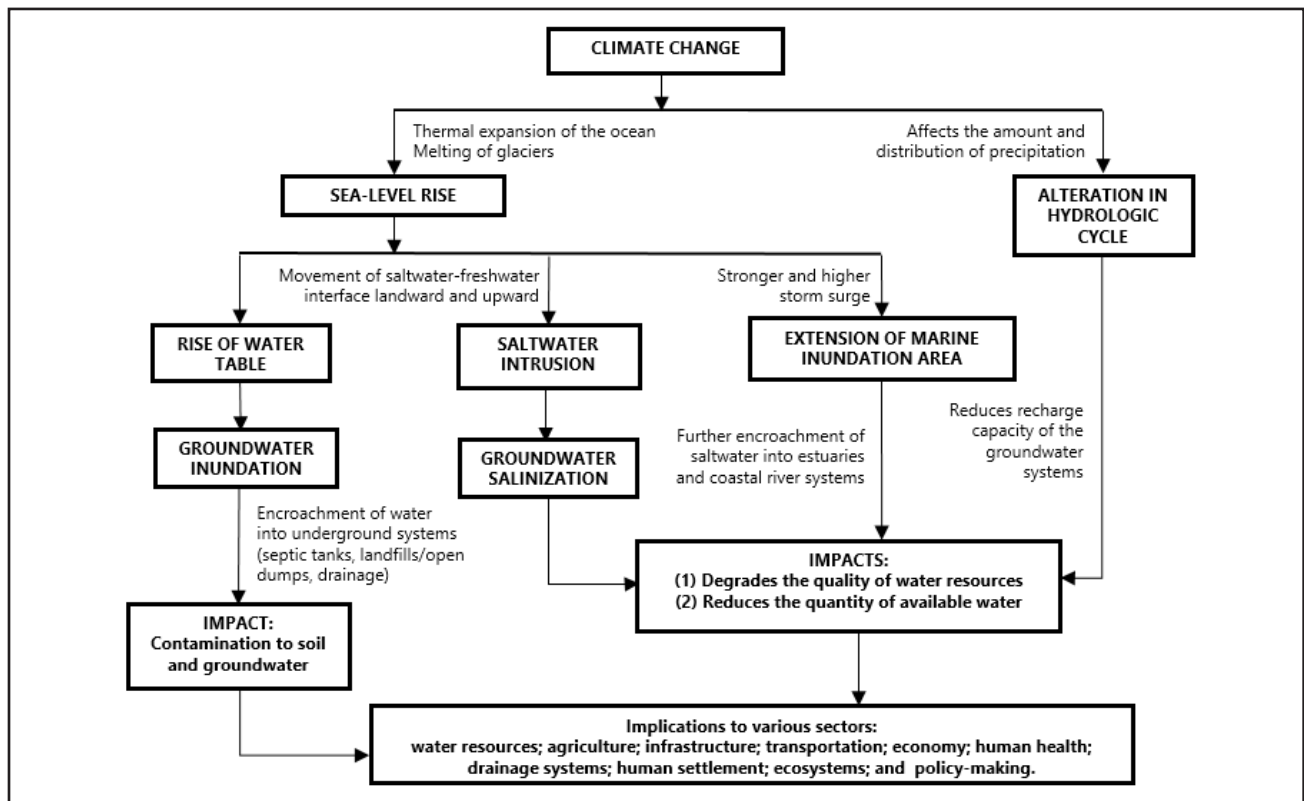 CLIMATE CHANGE
Thermal expansion of the ocean
Melting of glaciers
Affects the amount and
distribution of precipitation
SEA-LEVEL RISE
ALTERATION IN
HYDROLOGIC
CYCLE
Movement of saltwater-freshwater
interface landward and upward
Stronger and higher
storm surge
RISE OF WATER
TABLE
SALTWATER
INTRUSION
EXTENSION OF MARINE
INUNDATION AREA
Reduces recharge
capacity of the
groundwater
systems
GROUNDWATER
INUNDATION
GROUNDWATER
SALINIZATION
Further encroachment of
saltwater into estuaries
and coastal river systems
Encroachment of water
into underground systems
(septic tanks, landfills/open
dumps, drainage)
IMPACTS:
(1) Degrades the quality of water resources
(2) Reduces the quantity of available water
IMPACT:
Contamination to soil
and groundwater
Implications to various sectors:
water resources; agriculture; infrastructure; transportation; economy; human health;
drainage systems; human settlement; ecosystems; and policy-making.